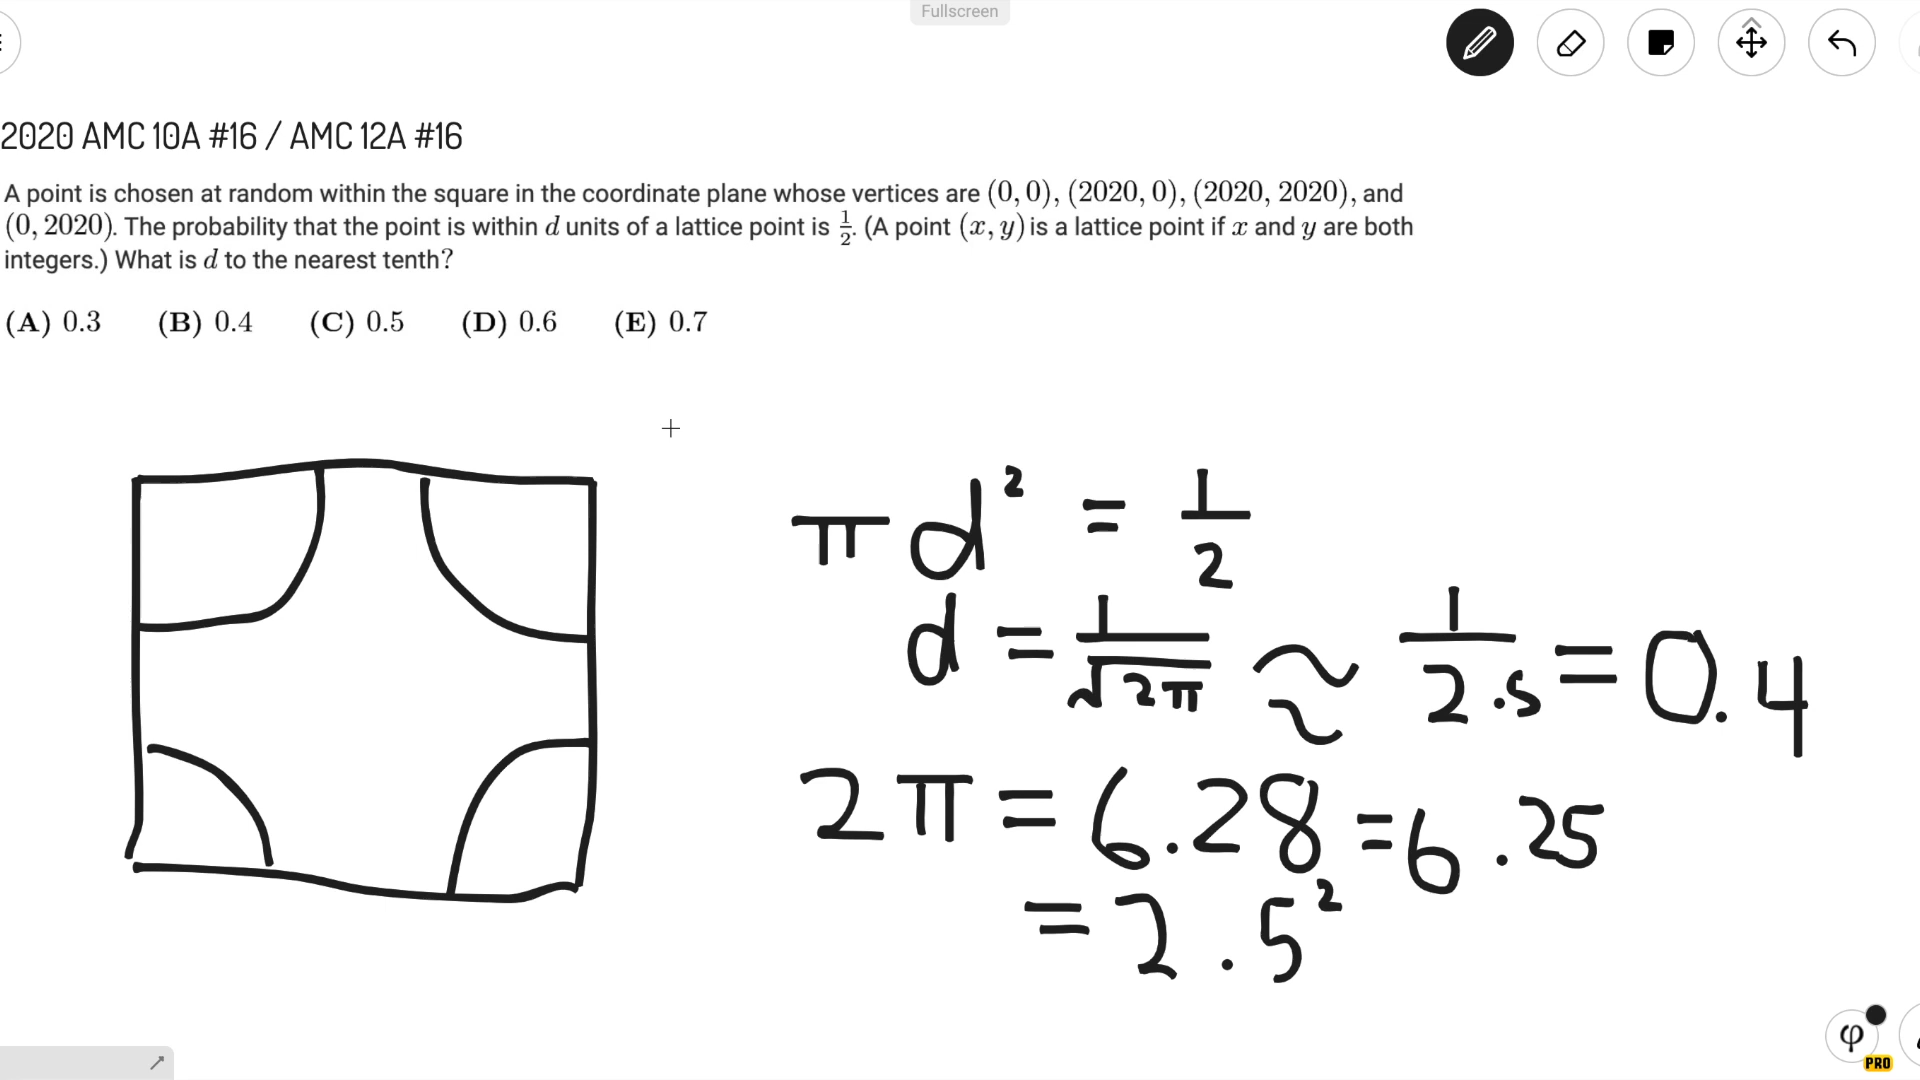 Fullscreen
2020 AMC 10A #16 / AMC 12A #16
A point is chosen at random within the square in the coordinate plane whose vertices are (0, 0), (2020, 0), (2020, 2020), and
(0, 2020). The probability that the point is within d units of a lattice point is 1/2. (A point (x, y) is a lattice point if x and y are both
integers.) What is d to the nearest tenth?
(A) 0.3 (B) 0.4 (C) 0.5 (D) 0.6 (E) 0.7
πd² = 1/2
d = 1/√2π ≈ 1/2.5 = 0.4
2π = 6.28 = 6.25
= 2.5²
φ
PRO